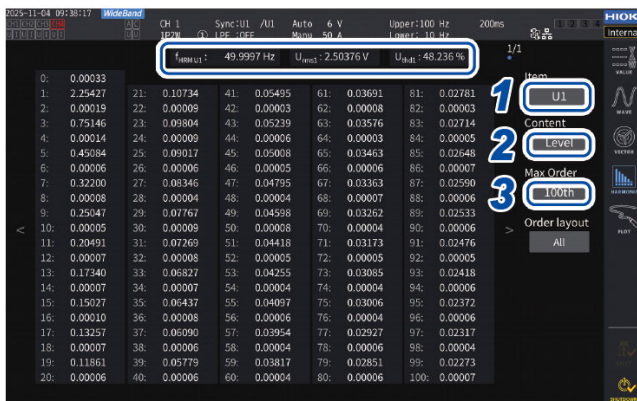 2025-11-04 09:38:17 WideBand CH 1 Sync:U1 /U1 Auto 6 V Upper:100 Hz 200ms HIOKI
CH1 CH2 CH3 CH4 AC 1P2W ① LPF :OFF Manu 50 A Lower: 10 Hz Interna
fHRM U1 : 49.9997 Hz Urms1 : 2.50376 V Uthd1 : 48.236 % 1/1
0: 0.00033
1: 2.25427 21: 0.10734 41: 0.05495 61: 0.03691 81: 0.02781
2: 0.00019 22: 0.00009 42: 0.00003 62: 0.00008 82: 0.00003
3: 0.75146 23: 0.09804 43: 0.05239 63: 0.03576 83: 0.02714
4: 0.00014 24: 0.00009 44: 0.00006 64: 0.00003 84: 0.00005
5: 0.45084 25: 0.09017 45: 0.05008 65: 0.03463 85: 0.02648
6: 0.00006 26: 0.00006 46: 0.00005 66: 0.00006 86: 0.00007
7: 0.32200 27: 0.08346 47: 0.04795 67: 0.03363 87: 0.02590
8: 0.00008 28: 0.00004 48: 0.00004 68: 0.00007 88: 0.00006
9: 0.25047 29: 0.07767 49: 0.04598 69: 0.03262 89: 0.02533
< 10: 0.00005 30: 0.00009 50: 0.00008 70: 0.00004 90: 0.00006 >
11: 0.20491 31: 0.07269 51: 0.04418 71: 0.03173 91: 0.02476
12: 0.00007 32: 0.00008 52: 0.00005 72: 0.00005 92: 0.00005
13: 0.17340 33: 0.06827 53: 0.04255 73: 0.03085 93: 0.02418
14: 0.00007 34: 0.00007 54: 0.00004 74: 0.00007 94: 0.00006
15: 0.15027 35: 0.06437 55: 0.04097 75: 0.03006 95: 0.02372
16: 0.00010 36: 0.00008 56: 0.00006 76: 0.00004 96: 0.00006
17: 0.13257 37: 0.06090 57: 0.03954 77: 0.02927 97: 0.02317
18: 0.00007 38: 0.00006 58: 0.00004 78: 0.00006 98: 0.00004
19: 0.11861 39: 0.05779 59: 0.03817 79: 0.02851 99: 0.02273
20: 0.00006 40: 0.00006 60: 0.00004 80: 0.00006 100: 0.00007
Item
1 U1
Content
2 Level
Max Order
3 100th
Order layout
All
VALUE
WAVE
VECTOR
HARMONIC
PLOT
SHUTDOWN